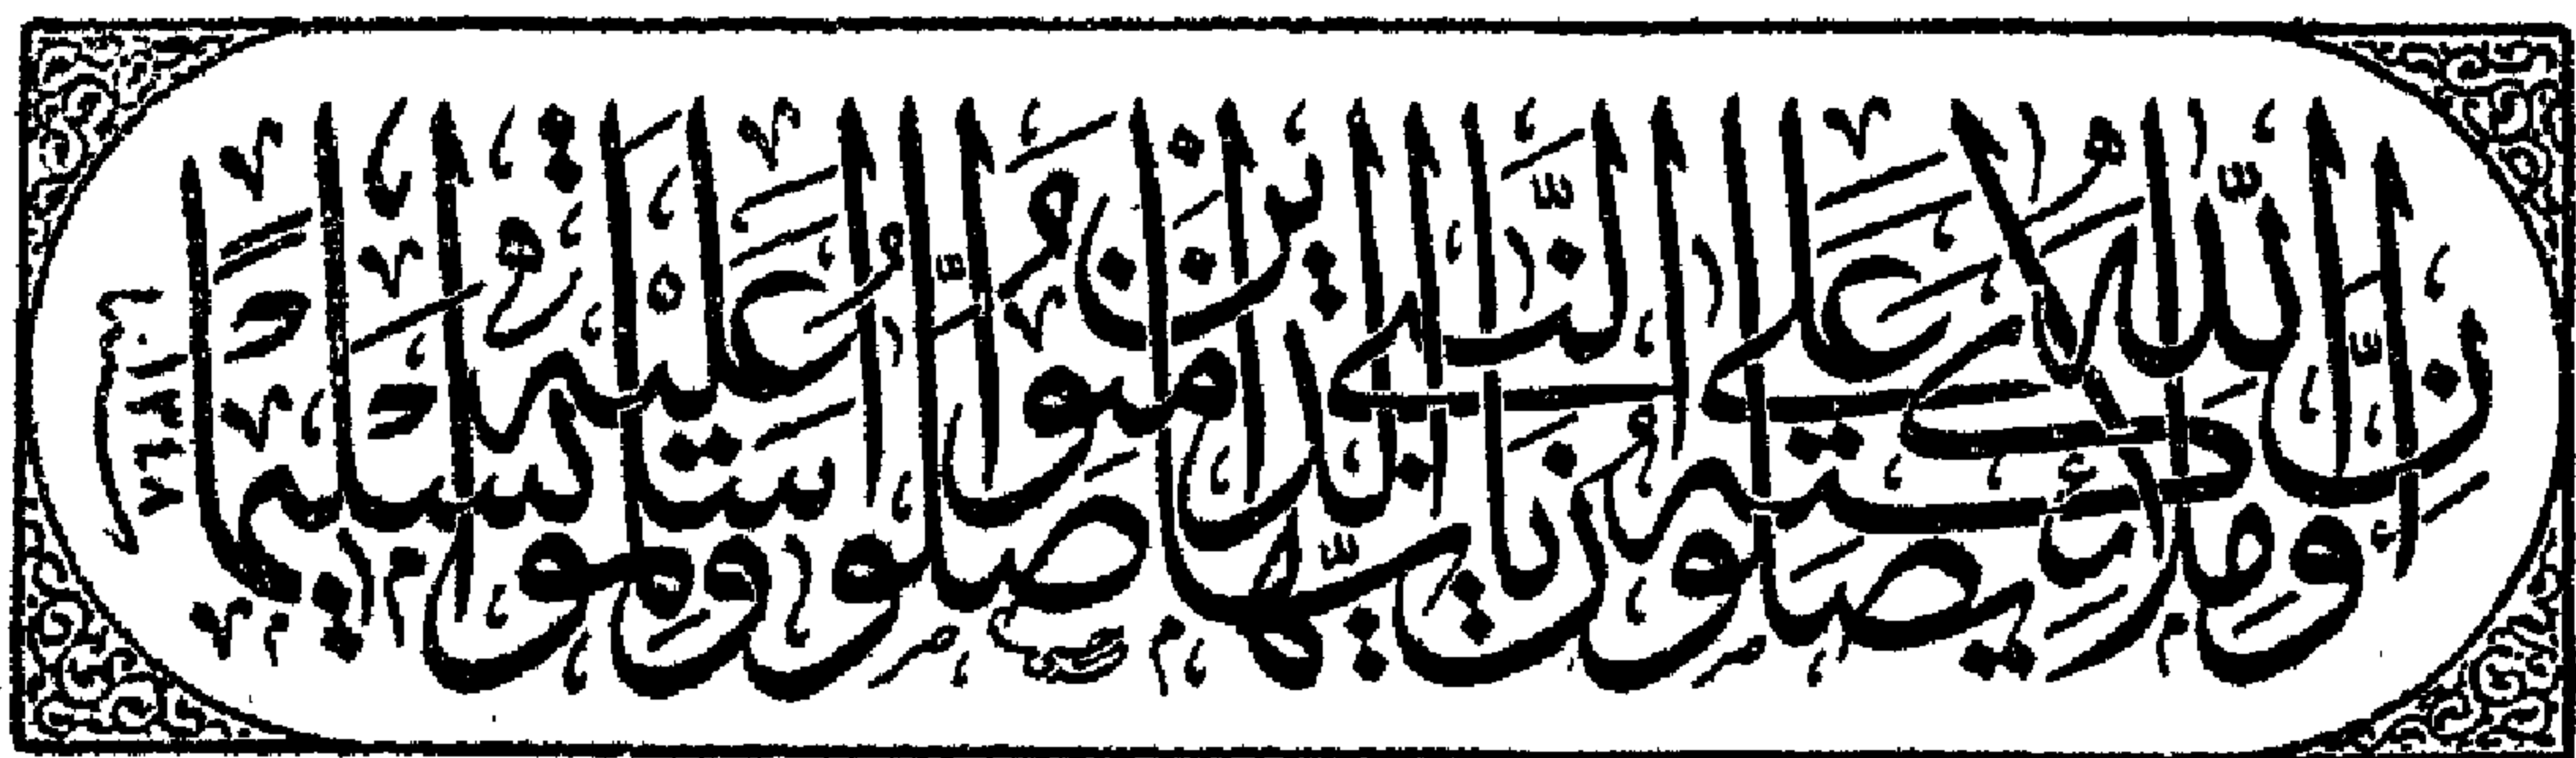 إن الله وملائكته يصلون على النبي يا أيها الذين آمنوا صلوا عليه وسلموا تسليما